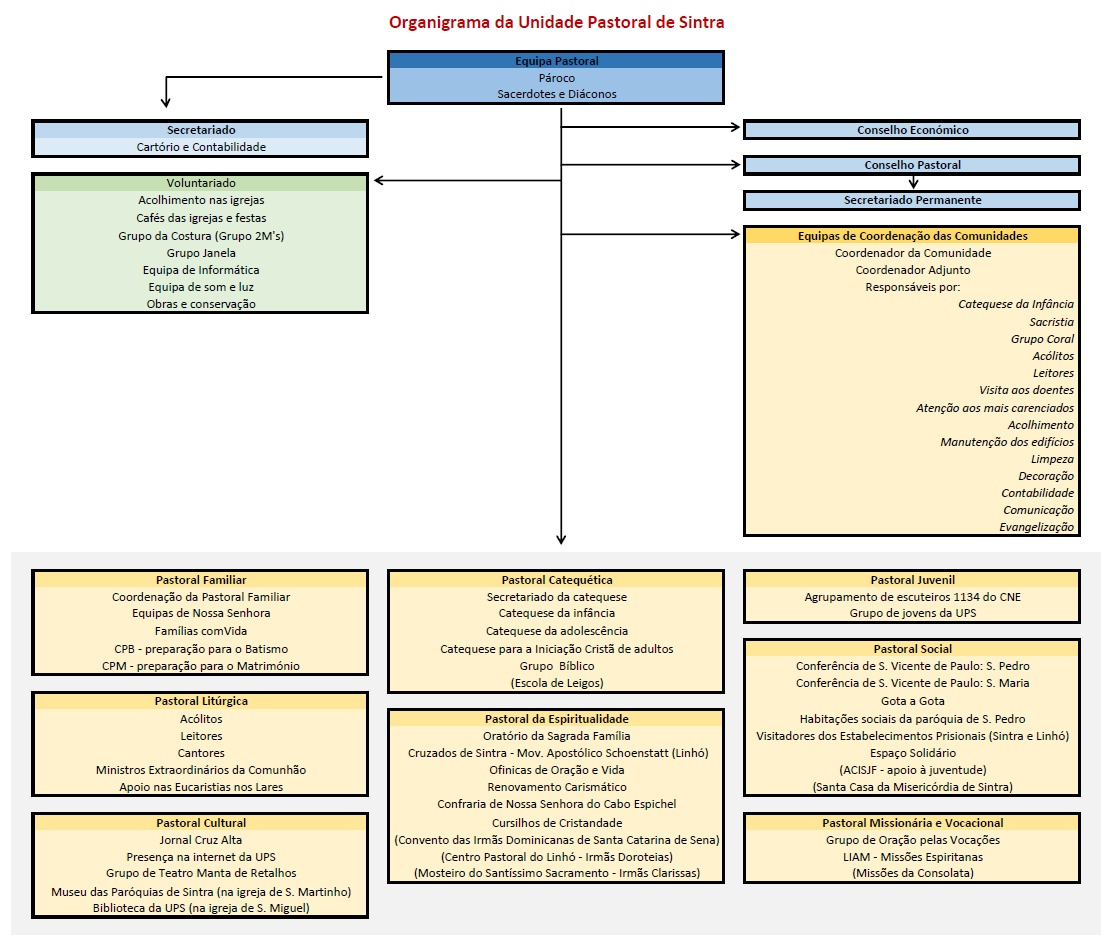 Organigrama da Unidade Pastoral de Sintra
Equipa Pastoral
Pároco
Sacerdotes e Diáconos
Secretariado
Cartório e Contabilidade
Voluntariado
Acolhimento nas igrejas
Cafés das igrejas e festas
Grupo da Costura (Grupo 2M's)
Grupo Janela
Equipa de Informática
Equipa de som e luz
Obras e conservação
Conselho Económico
Conselho Pastoral
Secretariado Permanente
Equipas de Coordenação das Comunidades
Coordenador da Comunidade
Coordenador Adjunto
Responsáveis por:
Catequese da Infância
Sacristia
Grupo Coral
Acólitos
Leitores
Visita aos doentes
Atenção aos mais carenciados
Acolhimento
Manutenção dos edifícios
Limpeza
Decoração
Contabilidade
Comunicação
Evangelização
Pastoral Familiar
Coordenação da Pastoral Familiar
Equipas de Nossa Senhora
Famílias comVida
CPB - preparação para o Batismo
CPM - preparação para o Matrimónio
Pastoral Litúrgica
Acólitos
Leitores
Cantores
Ministros Extraordinários da Comunhão
Apoio nas Eucaristias nos Lares
Pastoral Cultural
Jornal Cruz Alta
Presença na internet da UPS
Grupo de Teatro Manta de Retalhos
Museu das Paróquias de Sintra (na igreja de S. Martinho)
Biblioteca da UPS (na igreja de S. Miguel)
Pastoral Catequética
Secretariado da catequese
Catequese da infância
Catequese da adolescência
Catequese para a Iniciação Cristã de adultos
Grupo Bíblico
(Escola de Leigos)
Pastoral da Espiritualidade
Oratório da Sagrada Família
Cruzados de Sintra - Mov. Apostólico Schoenstatt (Linhó)
Ofinicas de Oração e Vida
Renovamento Carismático
Confraria de Nossa Senhora do Cabo Espichel
Cursilhos de Cristandade
(Convento das Irmãs Dominicanas de Santa Catarina de Sena)
(Centro Pastoral do Linhó - Irmãs Doroteias)
(Mosteiro do Santíssimo Sacramento - Irmãs Clarissas)
Pastoral Juvenil
Agrupamento de escuteiros 1134 do CNE
Grupo de jovens da UPS
Pastoral Social
Conferência de S. Vicente de Paulo: S. Pedro
Conferência de S. Vicente de Paulo: S. Maria
Gota a Gota
Habitações sociais da paróquia de S. Pedro
Visitadores dos Estabelecimentos Prisionais (Sintra e Linhó)
Espaço Solidário
(ACISJF - apoio à juventude)
(Santa Casa da Misericórdia de Sintra)
Pastoral Missionária e Vocacional
Grupo de Oração pelas Vocações
LIAM - Missões Espiritanas
(Missões da Consolata)